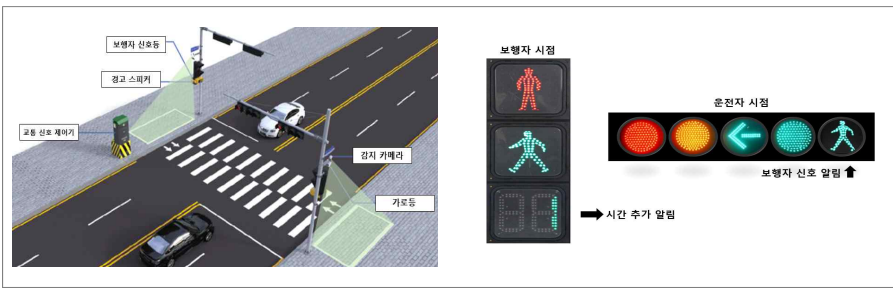 보행자 신호등
경고 스피커
교통 신호 제어기
감지 카메라
가로등
보행자 시점
시간 추가 알림
운전자 시점
보행자 신호 알림